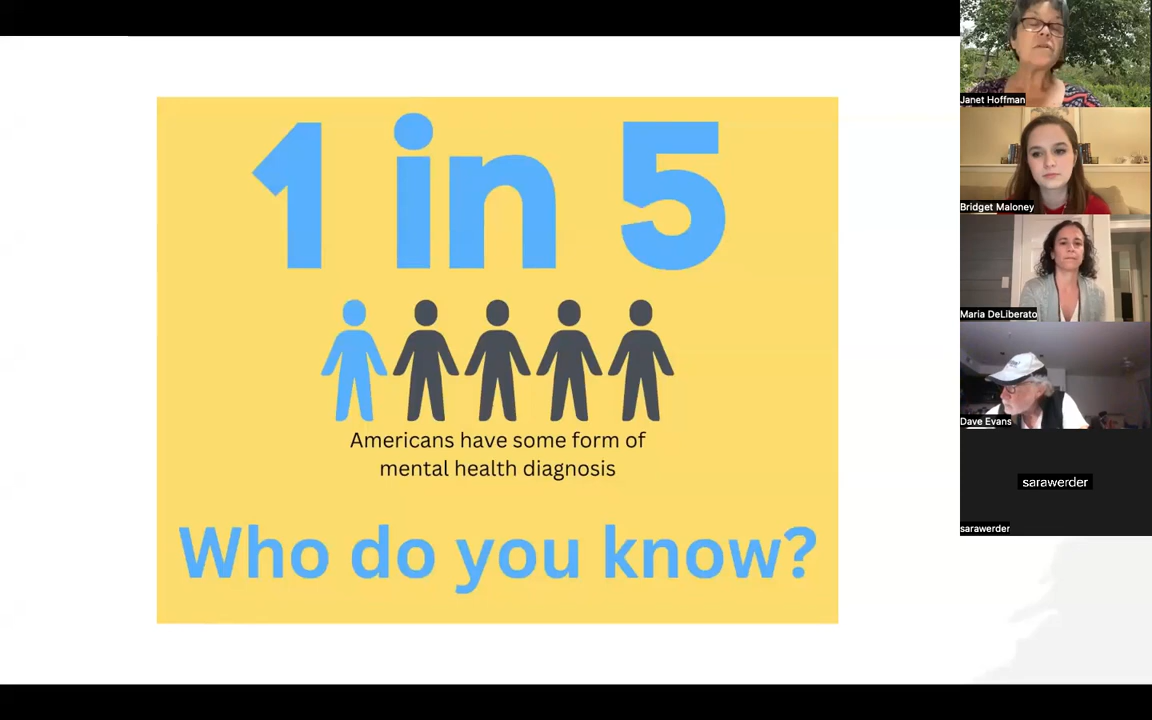 1 in 5
Americans have some form of
mental health diagnosis
Who do you know?
Janet Hoffman
Bridget Maloney
Maria DeLiberato
Dave Evans
sarawerder
sarawerder